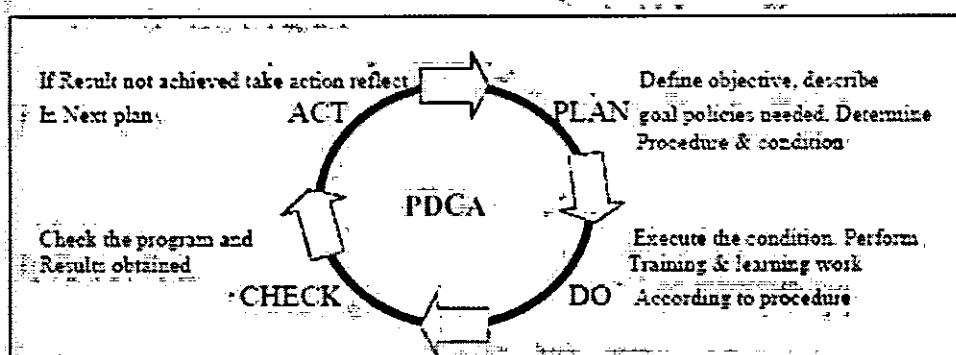 If Result not achieved take action reflect
In Next plan
ACT
PLAN
Define objective, describe
goal policies needed. Determine
Procedure & condition
PDCA
Check the program and
Results obtained
CHECK
DO
Execute the condition. Perform
Training & learning work
According to procedure